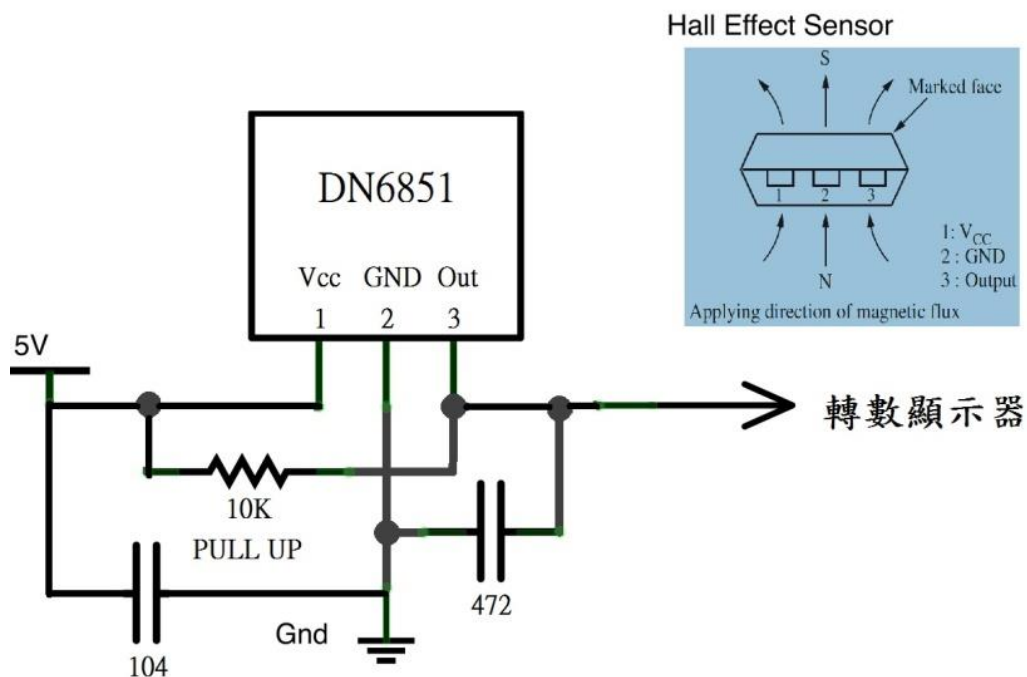 Hall Effect Sensor
S
Marked face
1 2 3
1: VCC
2 : GND
3 : Output
N
Applying direction of magnetic flux
DN6851
Vcc GND Out
1 2 3
5V
轉數顯示器
10K
PULL UP
472
Gnd
104